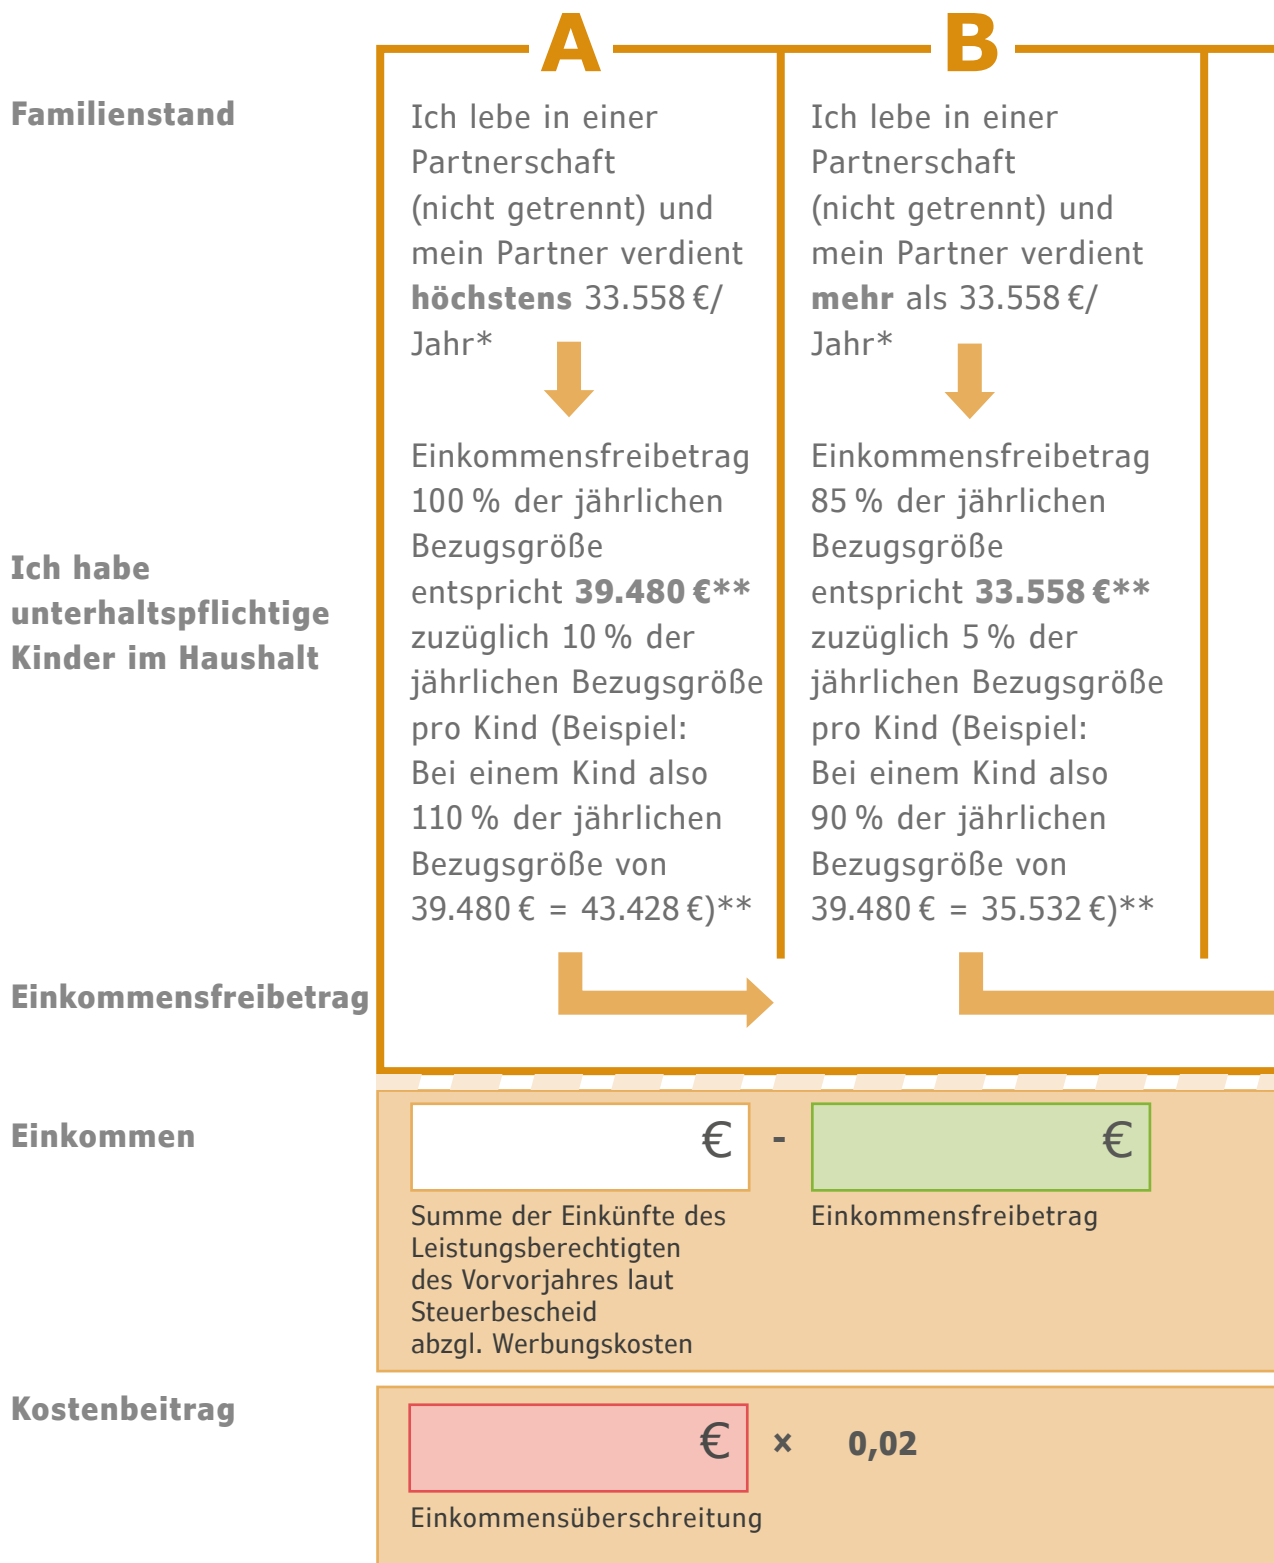 A
B
Familienstand
Ich lebe in einer
Partnerschaft
(nicht getrennt) und
mein Partner verdient
höchstens 33.558 €/
Jahr*
Ich lebe in einer
Partnerschaft
(nicht getrennt) und
mein Partner verdient
mehr als 33.558 €/
Jahr*
Ich habe
unterhaltspflichtige
Kinder im Haushalt
Einkommensfreibetrag
100 % der jährlichen
Bezugsgröße
entspricht 39.480 €**
zuzüglich 10 % der
jährlichen Bezugsgröße
pro Kind (Beispiel:
Bei einem Kind also
110 % der jährlichen
Bezugsgröße von
39.480 € = 43.428 €)**
Einkommensfreibetrag
85 % der jährlichen
Bezugsgröße
entspricht 33.558 €**
zuzüglich 5 % der
jährlichen Bezugsgröße
pro Kind (Beispiel:
Bei einem Kind also
90 % der jährlichen
Bezugsgröße von
39.480 € = 35.532 €)**
Einkommensfreibetrag
Einkommen
€ - €
Summe der Einkünfte des
Leistungsberechtigten
des Vorvorjahres laut
Steuerbescheid
abzgl. Werbungskosten
Einkommensfreibetrag
Kostenbeitrag
€ × 0,02
Einkommensüberschreitung